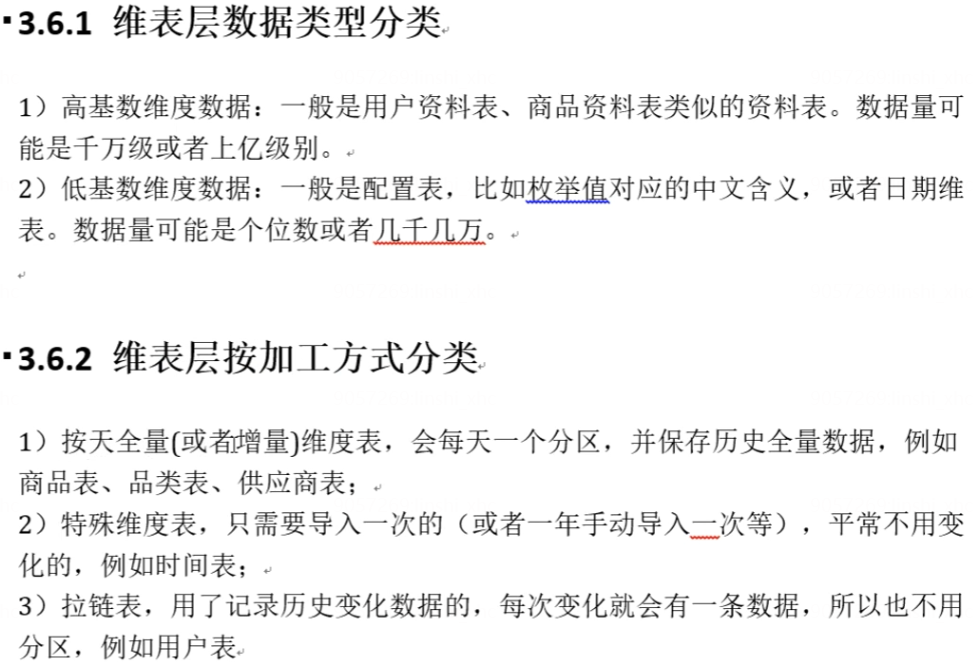 3.6.1 维表层数据类型分类
1）高基数维度数据：一般是用户资料表、商品资料表类似的资料表。数据量可
能是千万级或者上亿级别。
2）低基数维度数据：一般是配置表，比如枚举值对应的中文含义，或者日期维
表。数据量可能是个位数或者几千几万。
3.6.2 维表层按加工方式分类
1）按天全量(或者增量)维度表，会每天一个分区，并保存历史全量数据，例如
商品表、品类表、供应商表；
2）特殊维度表，只需要导入一次的（或者一年手动导入一次等），平常不用变
化的，例如时间表；
3）拉链表，用了记录历史变化数据的，每次变化就会有一条数据，所以也不用
分区，例如用户表